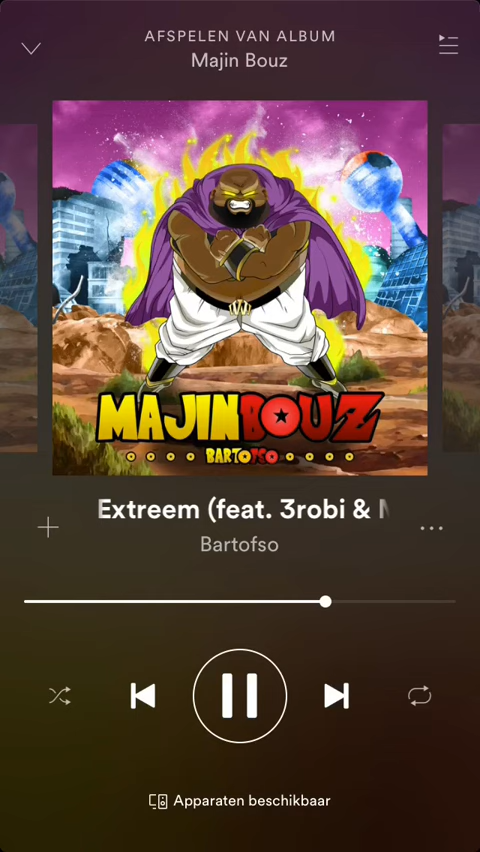 AFSPELEN VAN ALBUM
Majin Bouz
MAJINBOUZ
BARTOFSO
Extreem (feat. 3robi &
Bartofso
Apparaten beschikbaar